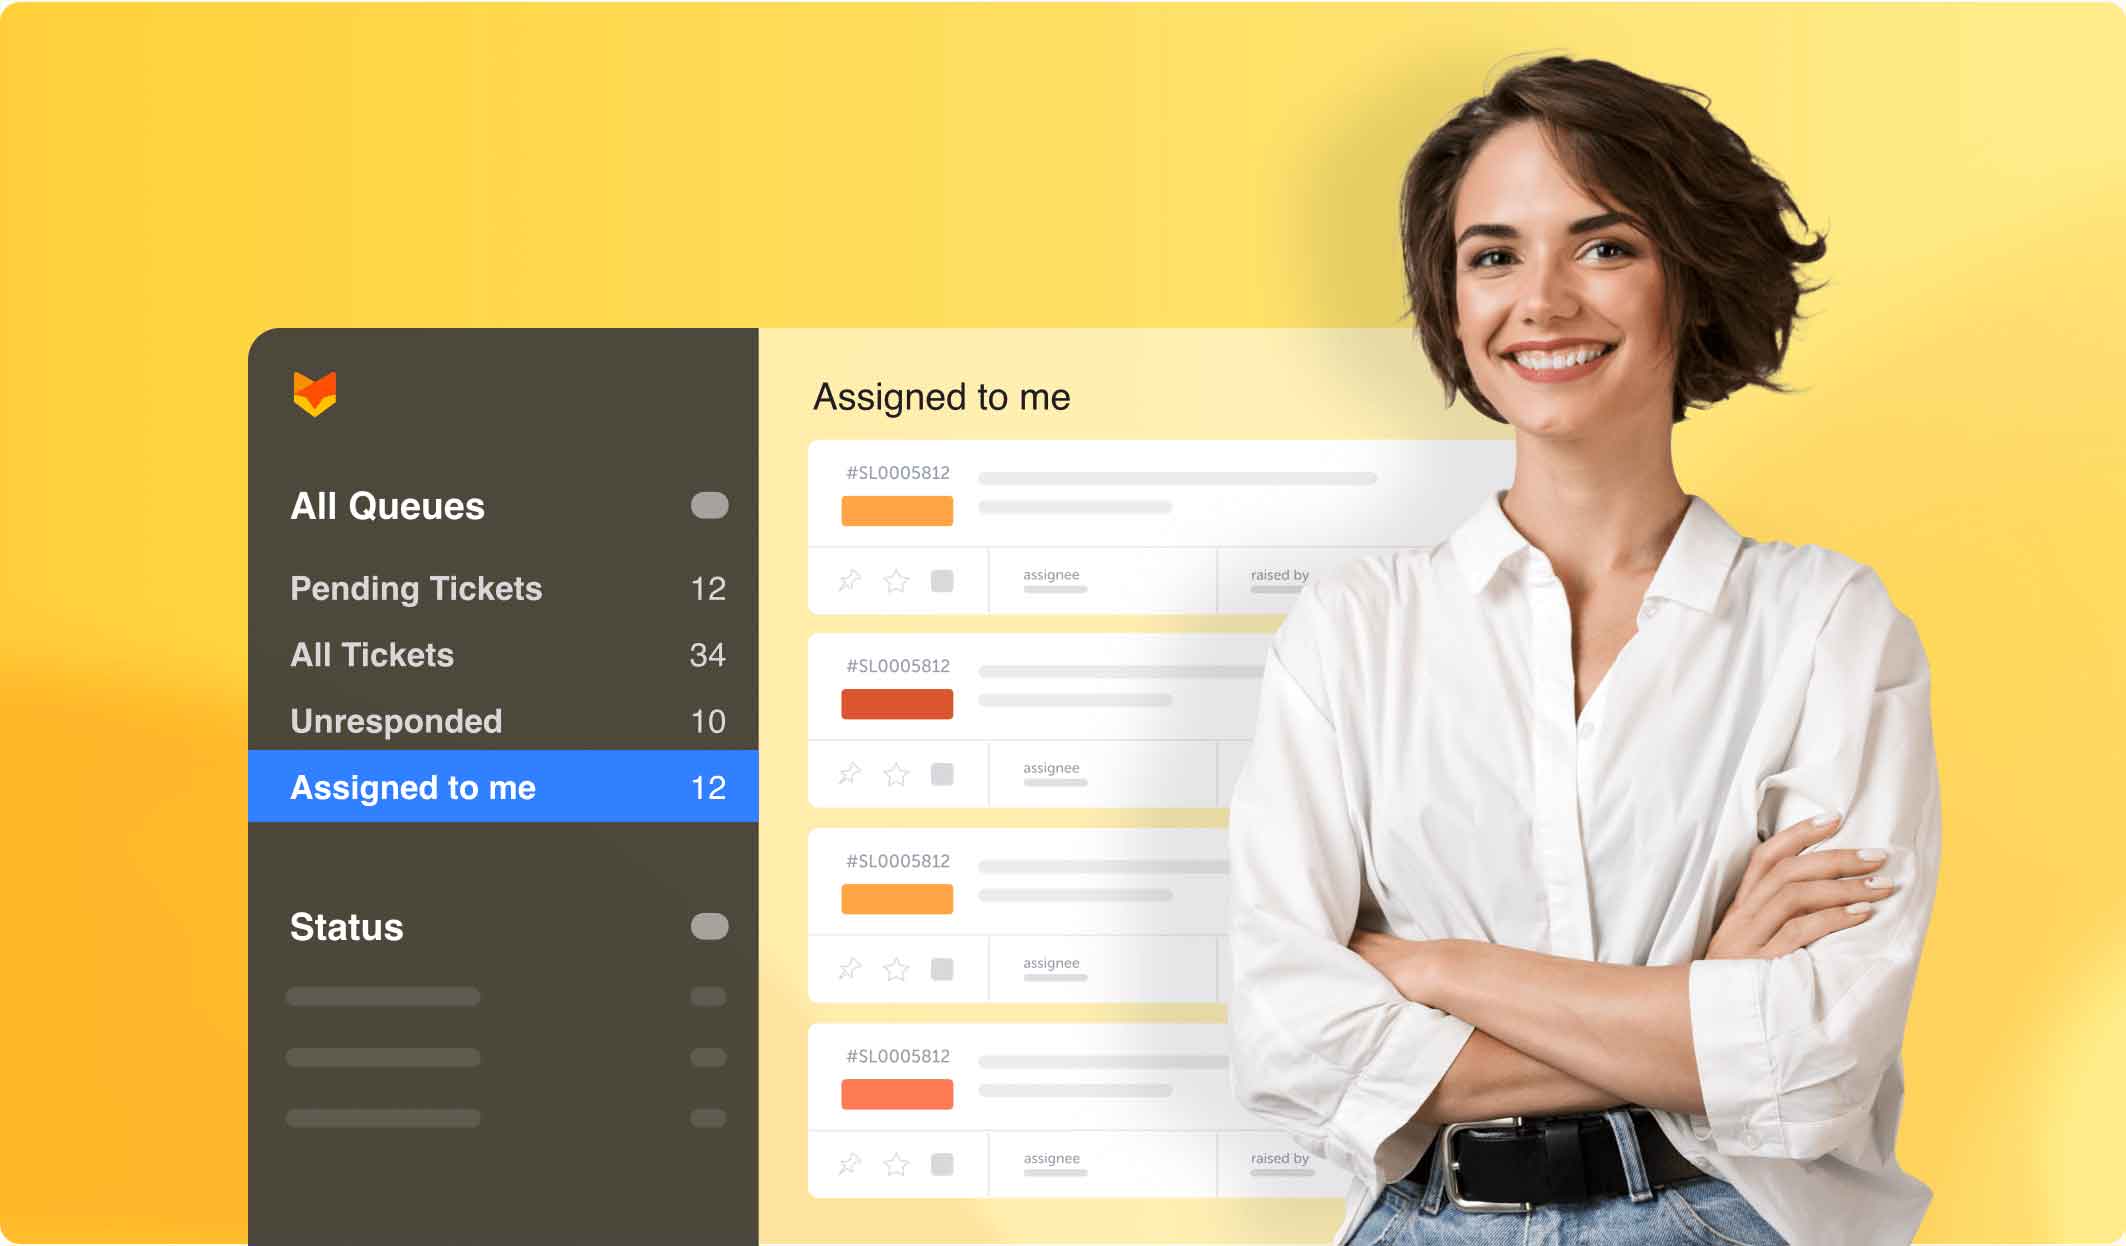 All Queues
Pending Tickets 12
All Tickets 34
Unresponded 10
Assigned to me 12
Status
Assigned to me
#SL0005812
assignee
raised by
#SL0005812
assignee
#SL0005812
assignee
#SL0005812
assignee
raised by